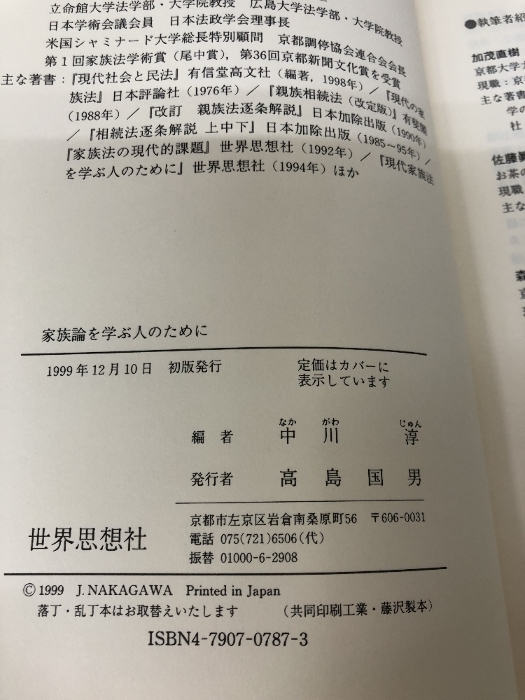 立命館大学法学部・大学院教授 広島大学法学部・大学院教授
日本学術会議会員 日本法政学会理事長
米国シャミナード大学総長特別顧問 京都調停協会連合会会長
第1回家族法学術賞（尾中賞），第36回京都新聞文化賞を受賞
主な著書：『現代社会と民法』有信堂高文社（編著，1998年）／『現代の家
族法』日本評論社（1976年）／『親族相続法（改定版）』有斐閣
（1988年）／『改訂 親族法逐条解説』日本加除出版（1990年）
／『相続法逐条解説 上中下』日本加除出版（1985～95年）／
『家族法の現代的課題』世界思想社（1992年）／『現代家族法
を学ぶ人のために』世界思想社（1994年）ほか
家族論を学ぶ人のために
1999年12月10日 初版発行
定価はカバーに
表示しています
なか がわ じゅん
編者 中川 淳
発行者 高島国男
世界思想社
京都市左京区岩倉南桑原町56 〒606-0031
電話 075(721)6506(代)
振替 01000-6-2908
©1999 J.NAKAGAWA Printed in Japan
落丁・乱丁本はお取替えいたします （共同印刷工業・藤沢製本）
ISBN4-7907-0787-3
●執筆者紹
加茂直樹
京都大学
現職：京
主な著書
学の
社
佐藤
お茶の
現職
主な